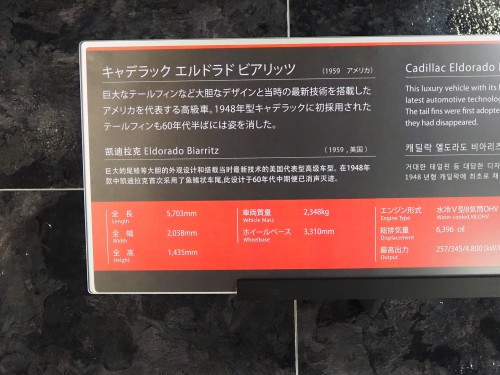 キャデラック エルドラド ビアリッツ （1959 アメリカ）
巨大なテールフィンなど大胆なデザインと当時の最新技術を搭載した
アメリカを代表する高級車。1948年型キャデラックに初採用された
テールフィンも60年代半ばには姿を消した。
凯迪拉克 Eldorado Biarritz （1959，美国）
巨大的尾鳍等大胆的外观设计和搭载当时最新技术的美国代表型高级车型。在1948年
款中凯迪拉克首次采用了鱼鳍状车尾，此设计于60年代中期便已消声灭迹。
Cadillac Eldorado
This luxury vehicle with its
latest automotive technolog
The tail fins were first adopte
they had disappeared.
캐딜락 엘도라도 비아리츠
거대한 테일핀 등 대담한 디자
1948 년형 캐딜락에 최초로 채
全 長 5,703mm
Length
全 幅 2,038mm
Width
全 高 1,435mm
Height
車両質量 2,348kg
Vehicle Mass
ホイールベース 3,310mm
Wheelbase
エンジン形式 水冷V型8気筒OHV
Engine Type Water-cooled,V8,OHV
総排気量 6,396 ㎤
Displacement
最高出力 257/345/4,800 (kW/
Output